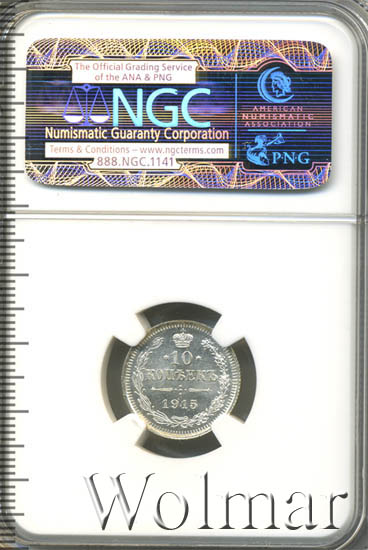 The Official Grading Service
of the ANA & PNG
NGC
Numismatic Guaranty Corporation
Terms & Conditions – www.ngcterms.com
888.NGC.1141
AMERICAN
NUMISMATIC
ASSOCIATION
PNG
10
КОПѢЕКЪ
1915
Wolmar